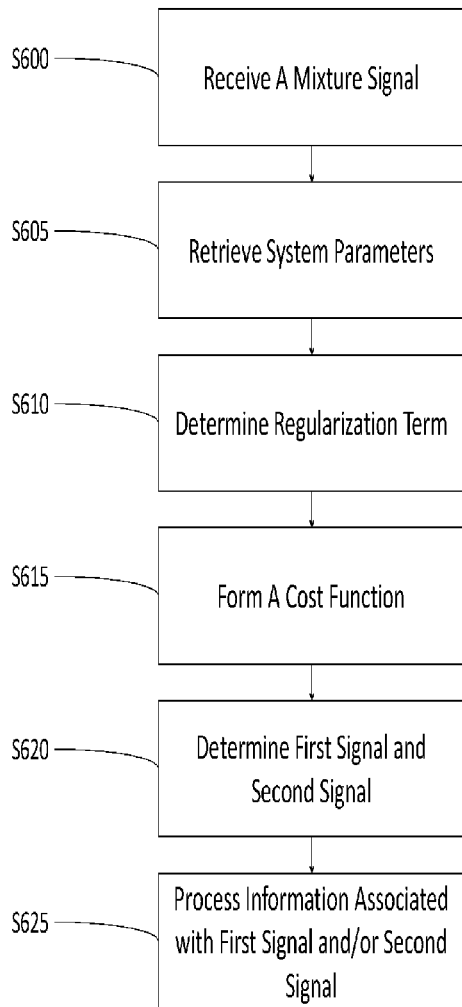 S600
Receive A Mixture Signal
S605
Retrieve System Parameters
S610
Determine Regularization Term
S615
Form A Cost Function
S620
Determine First Signal and
Second Signal
S625
Process Information Associated
with First Signal and/or Second
Signal